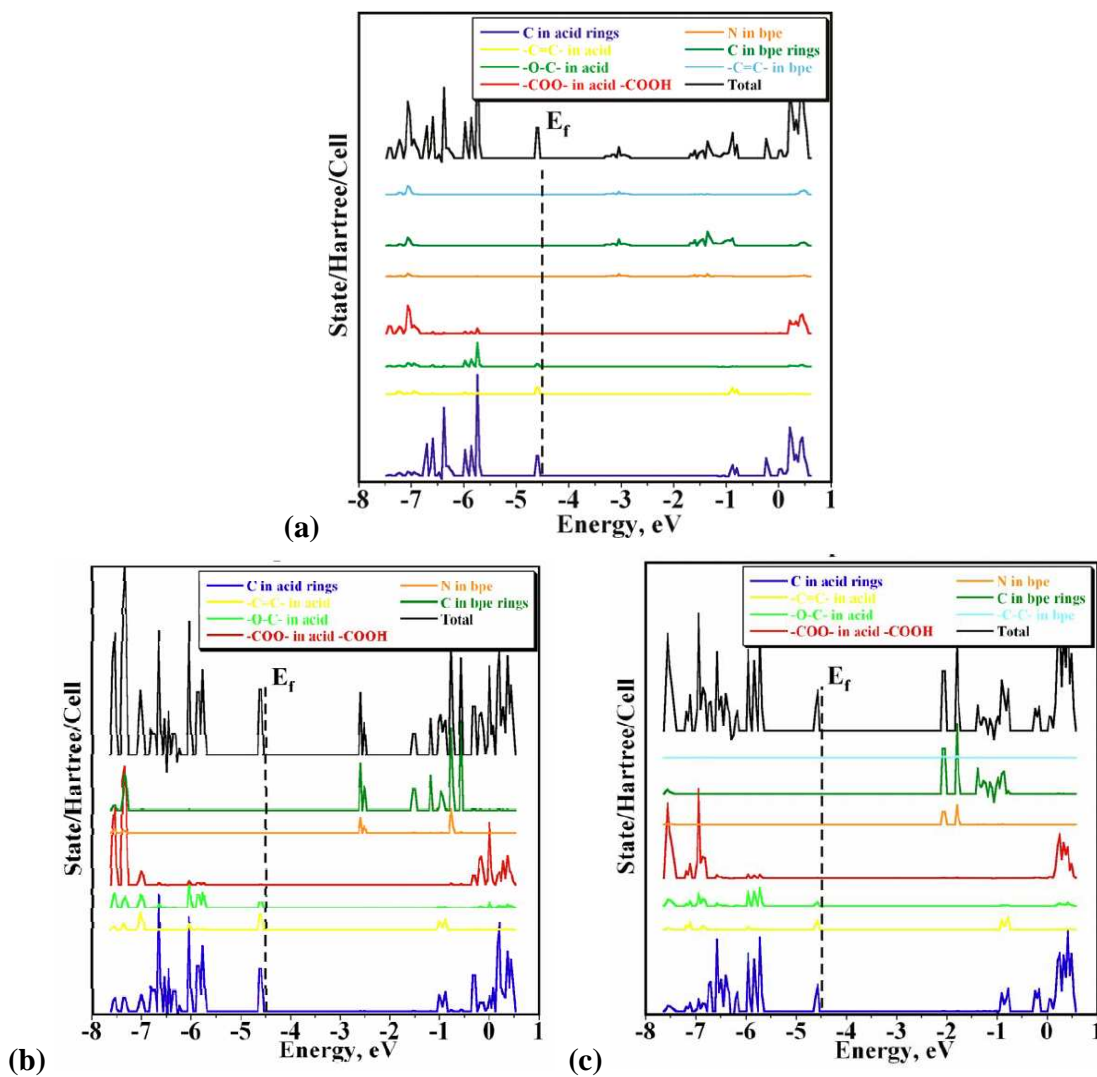 C in acid rings N in bpe
-C=C- in acid C in bpe rings
-O-C- in acid -C=C- in bpe
-COO- in acid -COOH Total
E_f
State/Hartree/Cell
-8 -7 -6 -5 -4 -3 -2 -1 0 1
Energy, eV
(a)
C in acid rings N in bpe
-C-C- in acid C in bpe rings
-O-C- in acid Total
-COO- in acid -COOH
E_f
State/Hartree/Cell
-8 -7 -6 -5 -4 -3 -2 -1 0 1
Energy, eV
(b)
C in acid rings N in bpe
-C=C- in acid C in bpe rings
-O-C- in acid -C-C- in bpe
-COO- in acid -COOH Total
E_f
State/Hartree/Cell
-8 -7 -6 -5 -4 -3 -2 -1 0 1
Energy, eV
(c)